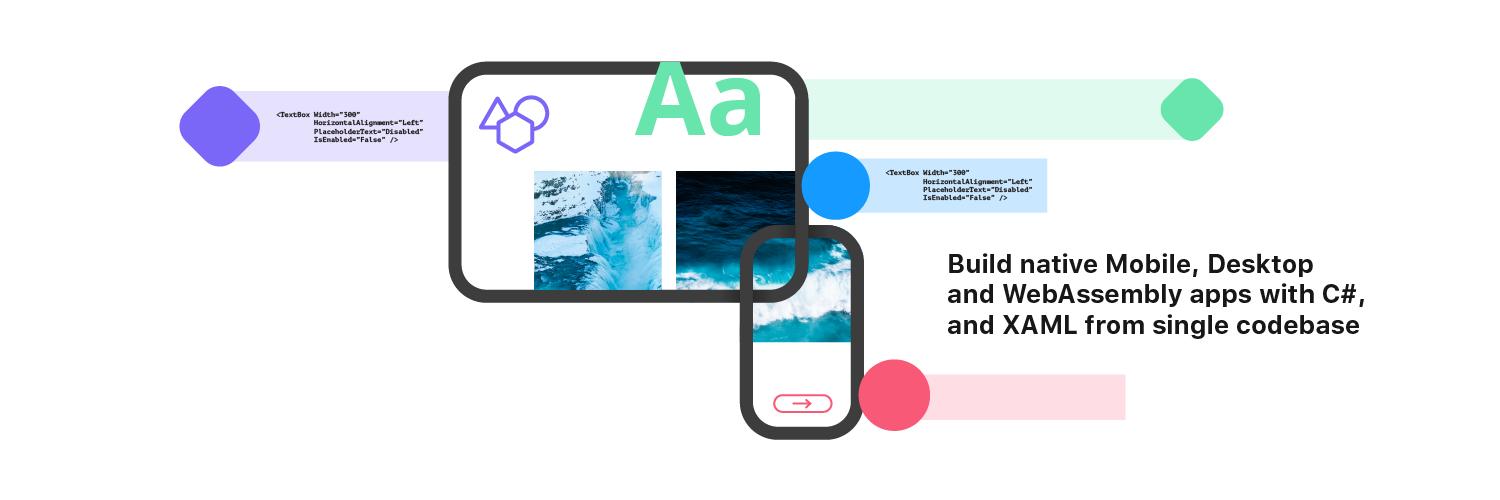 <TextBox Width="300"
HorizontalAlignment="Left"
PlaceholderText="Disabled"
IsEnabled="False" />
Aa
<TextBox Width="300"
HorizontalAlignment="Left"
PlaceholderText="Disabled"
IsEnabled="False" />
Build native Mobile, Desktop
and WebAssembly apps with C#,
and XAML from single codebase